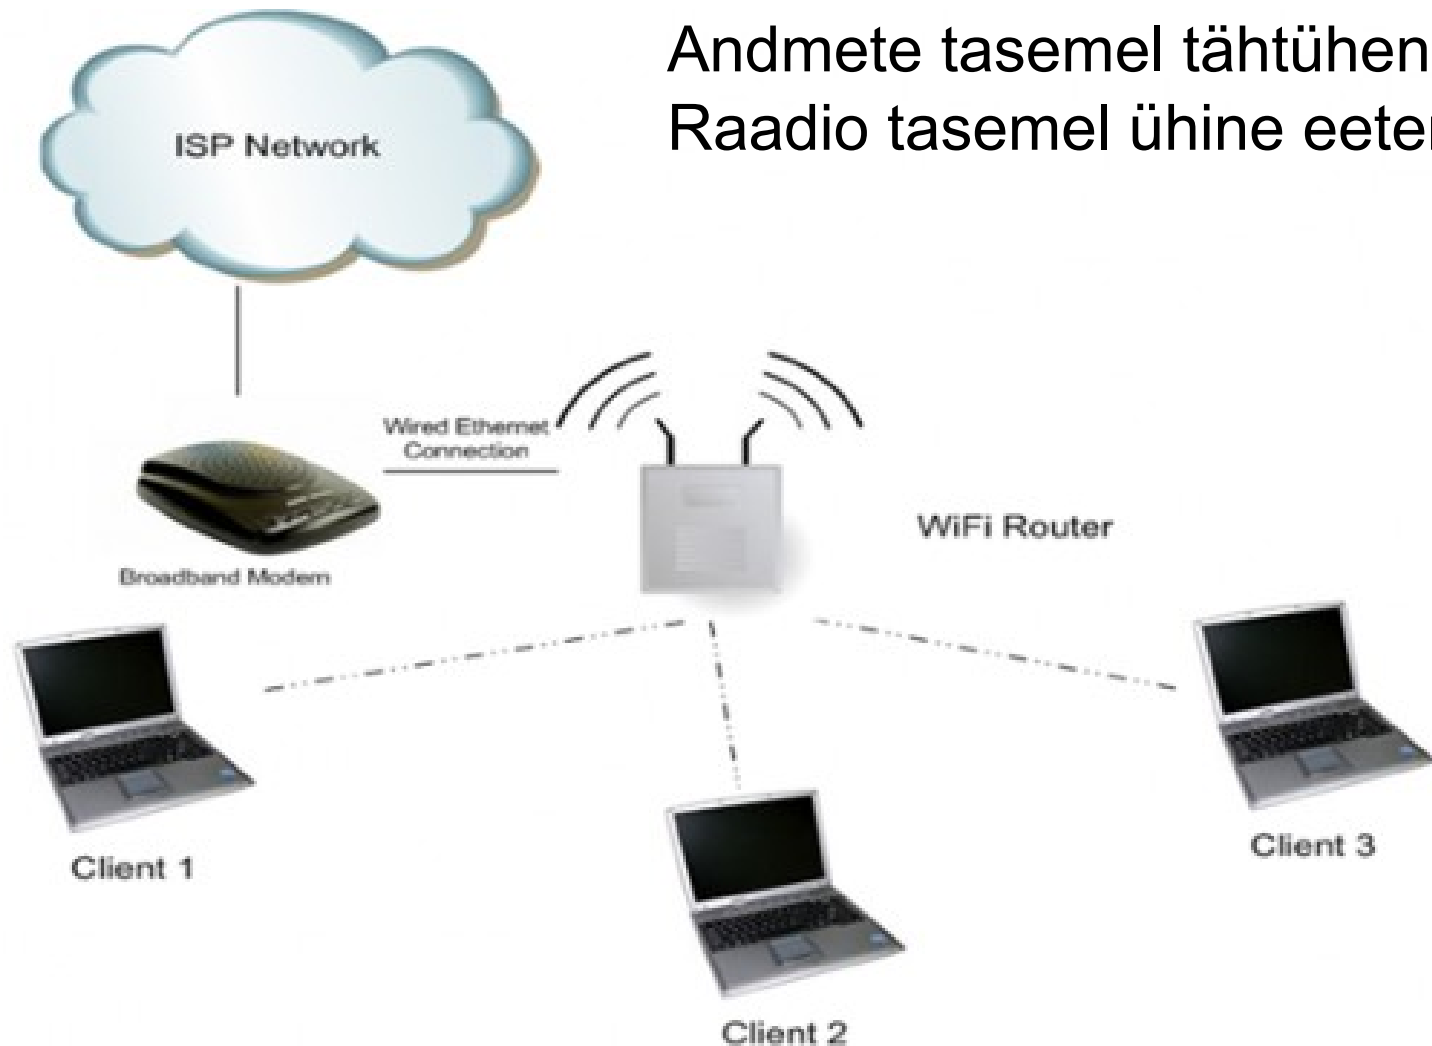 Andmete tasemel tähtühen
Raadio tasemel ühine eeter
ISP Network
Wired Ethernet
Connection
WiFi Router
Broadband Modem
Client 1
Client 3
Client 2